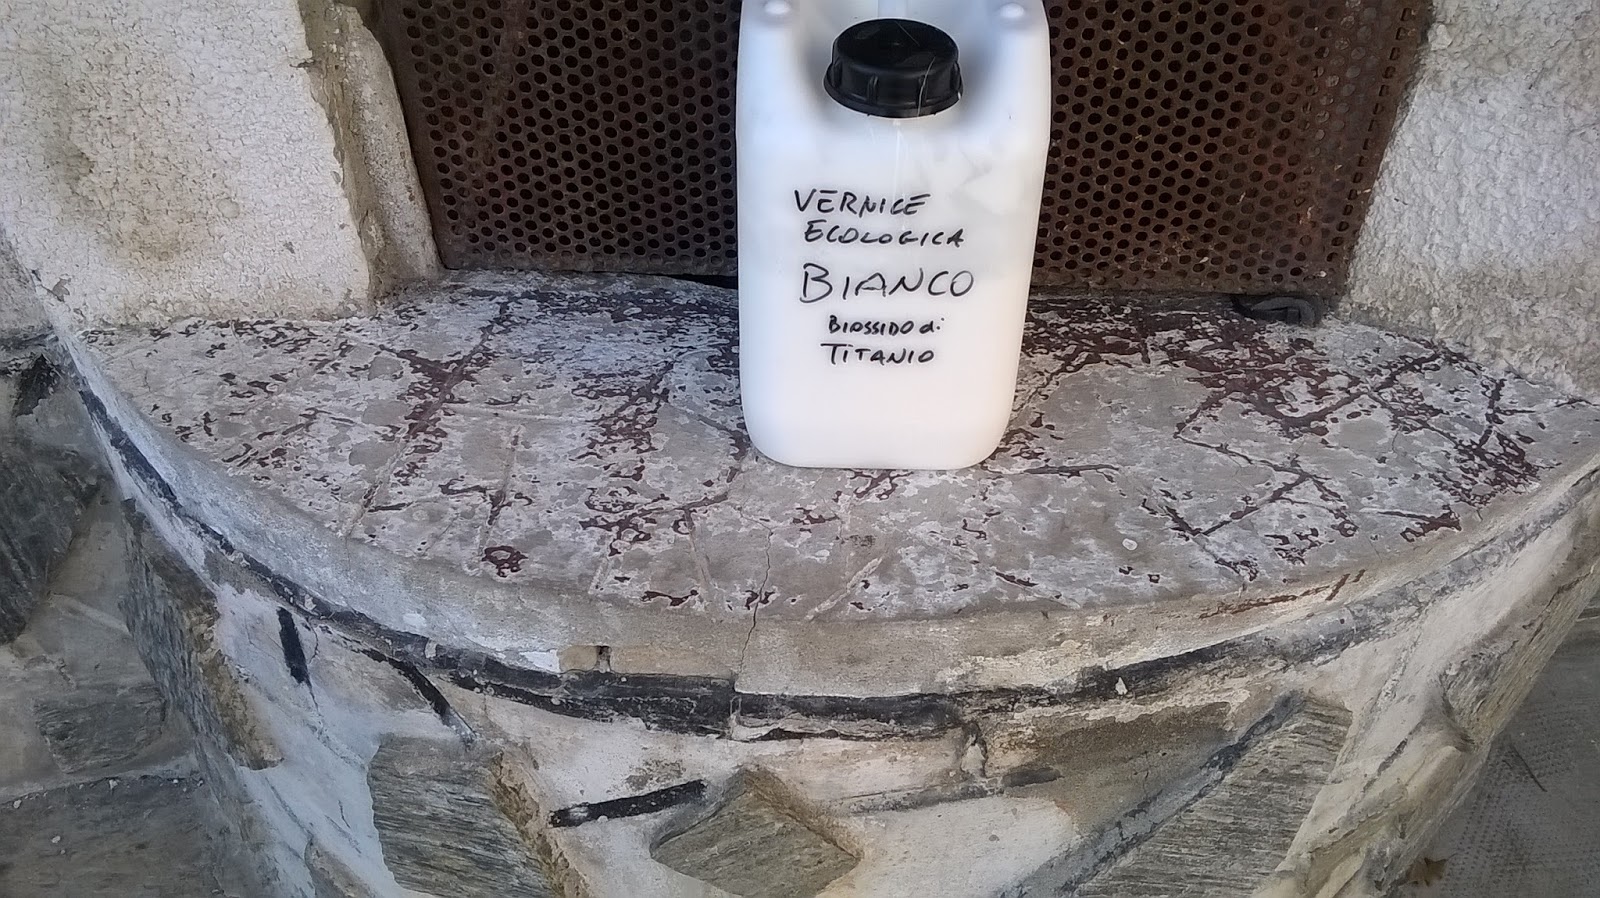 VERNICE
ECOLOGICA
BIANCO
BIOSSIDO di
TITANIO